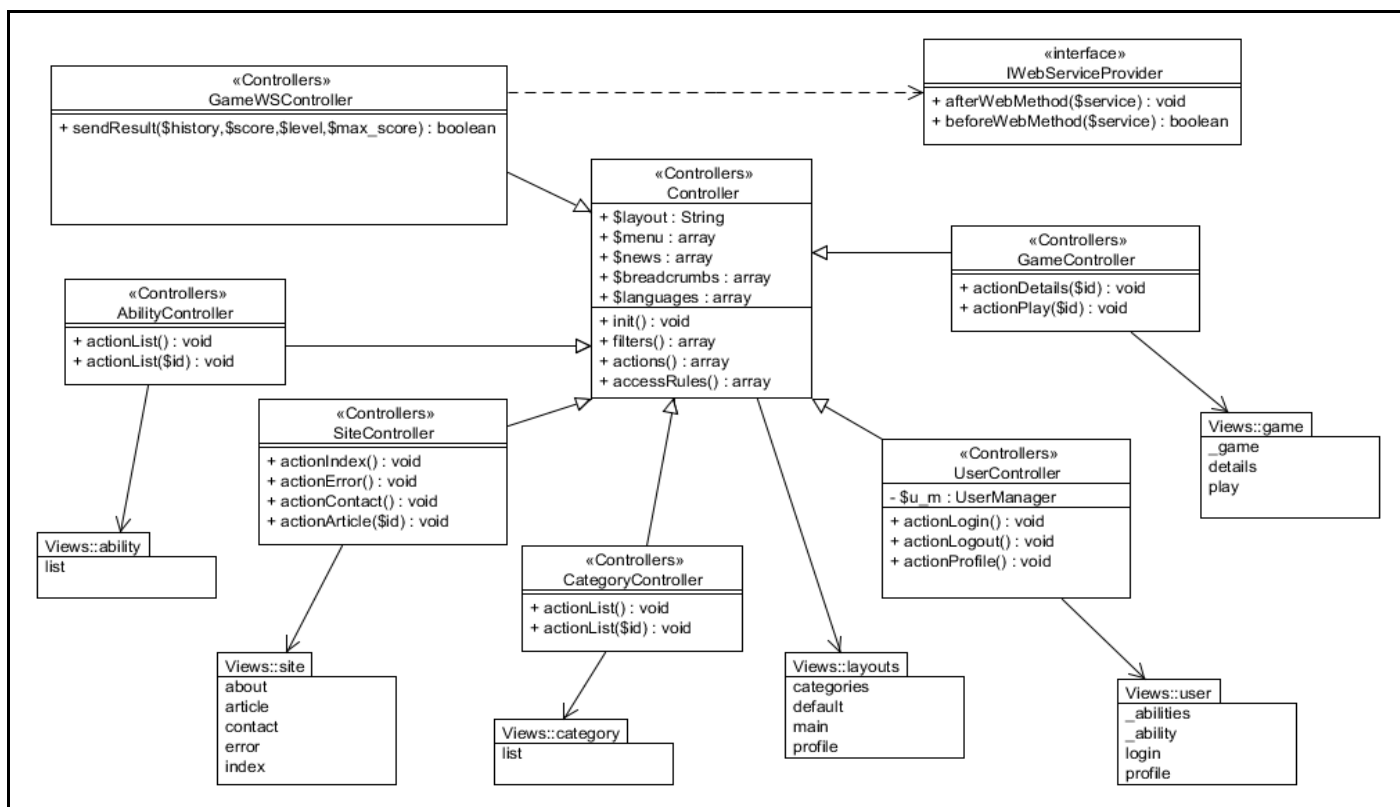 «Controllers»
GameWSController
+ sendResult($history,$score,$level,$max_score) : boolean
«interface»
IWebServiceProvider
+ afterWebMethod($service) : void
+ beforeWebMethod($service) : boolean
«Controllers»
Controller
+ $layout : String
+ $menu : array
+ $news : array
+ $breadcrumbs : array
+ $languages : array
+ init() : void
+ filters() : array
+ actions() : array
+ accessRules() : array
«Controllers»
GameController
+ actionDetails($id) : void
+ actionPlay($id) : void
«Controllers»
AbilityController
+ actionList() : void
+ actionList($id) : void
«Controllers»
SiteController
+ actionIndex() : void
+ actionError() : void
+ actionContact() : void
+ actionArticle($id) : void
Views::game
_game
details
play
«Controllers»
UserController
- $u_m : UserManager
+ actionLogin() : void
+ actionLogout() : void
+ actionProfile() : void
Views::ability
list
«Controllers»
CategoryController
+ actionList() : void
+ actionList($id) : void
Views::site
about
article
contact
error
index
Views::category
list
Views::layouts
categories
default
main
profile
Views::user
_abilities
_ability
login
profile